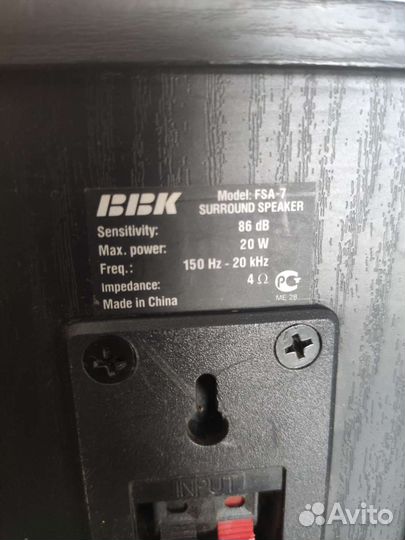 BBK Model: FSA-7
SURROUND SPEAKER
Sensitivity: 86 dB
Max. power: 20 W
Freq.: 150 Hz - 20 kHz
Impedance: 4 Ω
Made in China
ME 28
INPUT
Avito